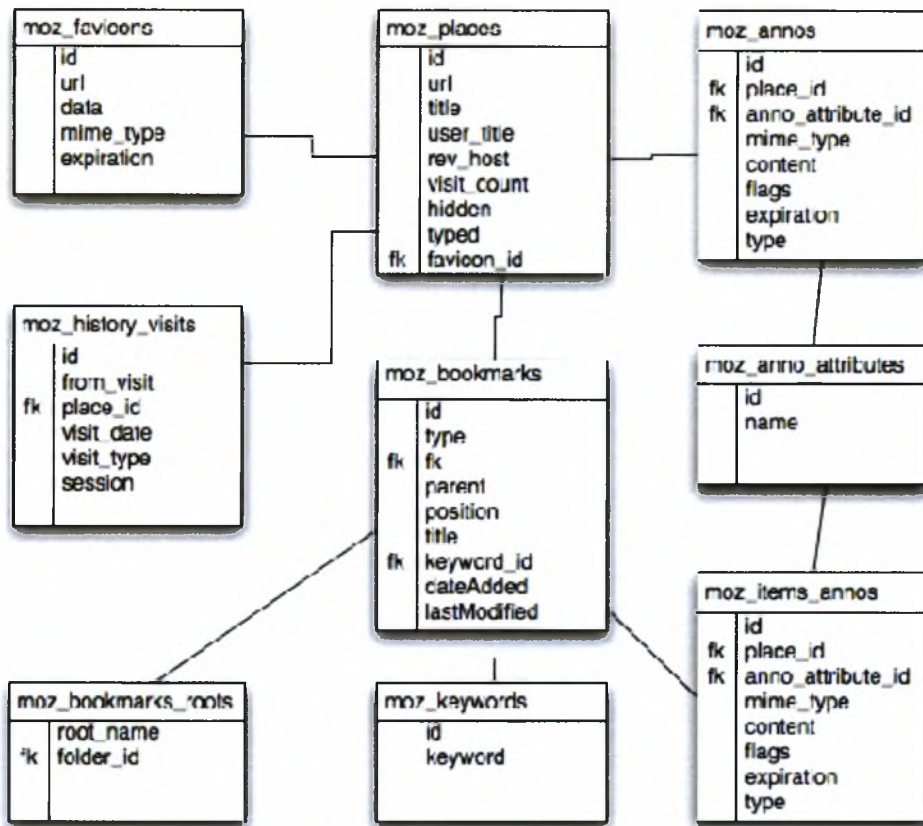 moz_favicons
id
url
data
mime_type
expiration
moz_places
id
url
title
user_title
rev_host
visit_count
hidden
typed
fk favicon_id
moz_annos
id
fk place_id
fk anno_attribute_id
mime_type
content
flags
expiration
type
moz_history_visits
id
from_visit
fk place_id
visit_date
visit_type
session
moz_bookmarks
id
type
fk fk
parent
position
title
fk keyword_id
dateAdded
lastModified
moz_anno_attributes
id
name
moz_bookmarks_roots
root_name
fk folder_id
moz_keywords
id
keyword
moz_items_annos
id
fk place_id
fk anno_attribute_id
mime_type
content
flags
expiration
type